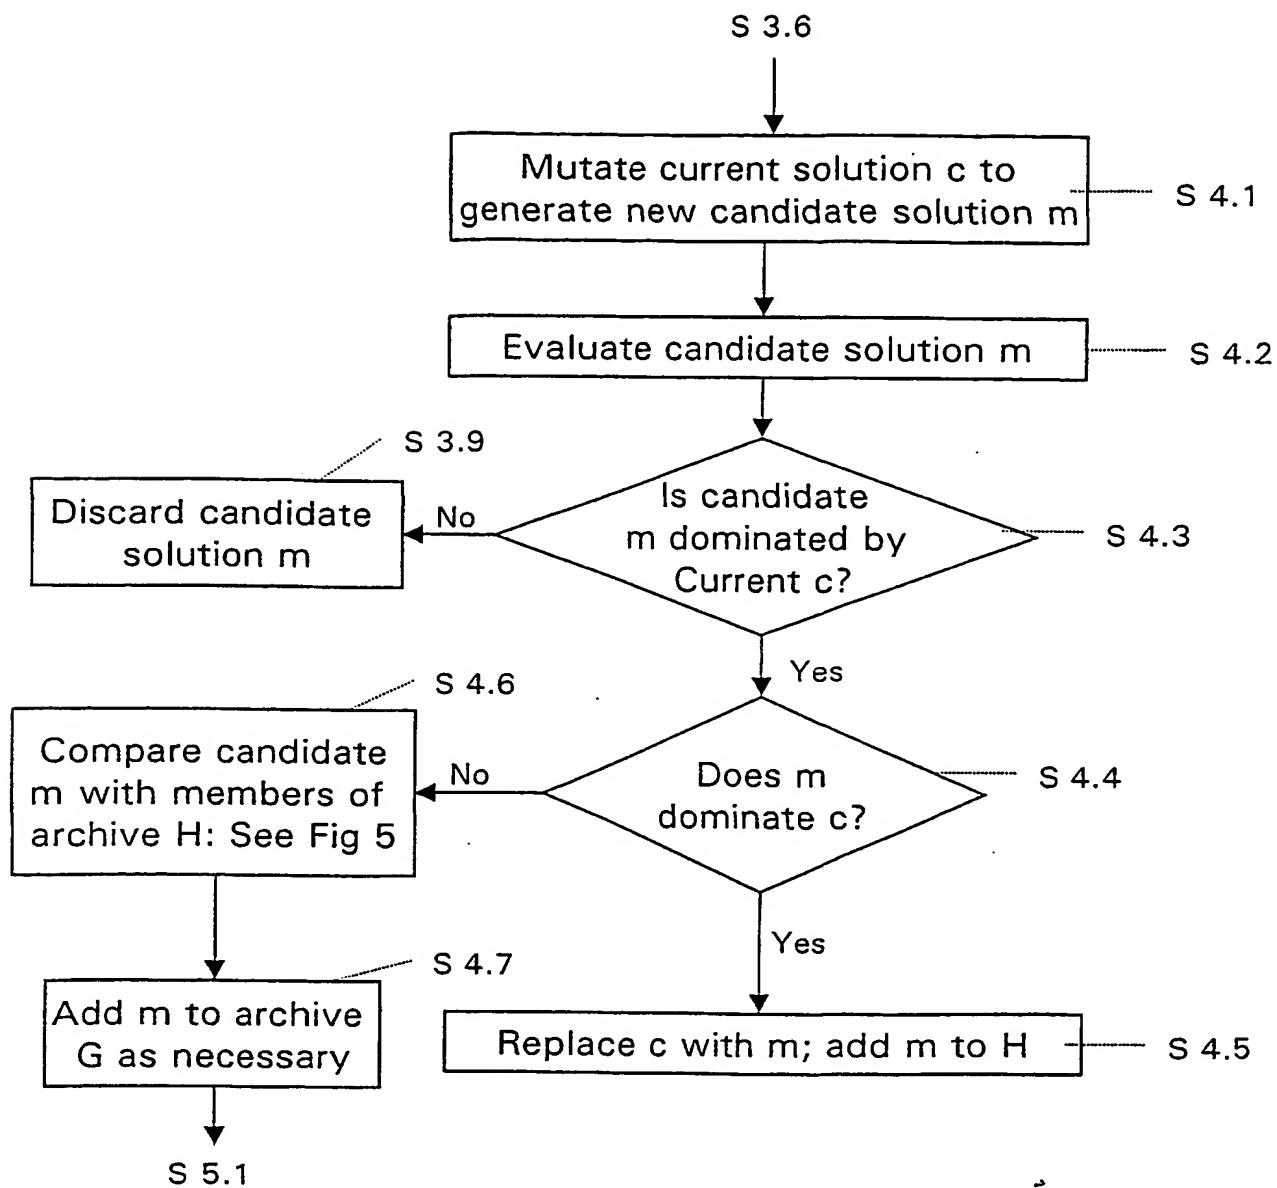 S 3.6
Mutate current solution c to
generate new candidate solution m
S 4.1
Evaluate candidate solution m
S 4.2
S 3.9
Discard candidate
solution m
No
Is candidate
m dominated by
Current c?
S 4.3
Yes
S 4.6
Compare candidate
m with members of
archive H: See Fig 5
No
Does m
dominate c?
S 4.4
Yes
S 4.7
Add m to archive
G as necessary
Replace c with m; add m to H
S 4.5
S 5.1